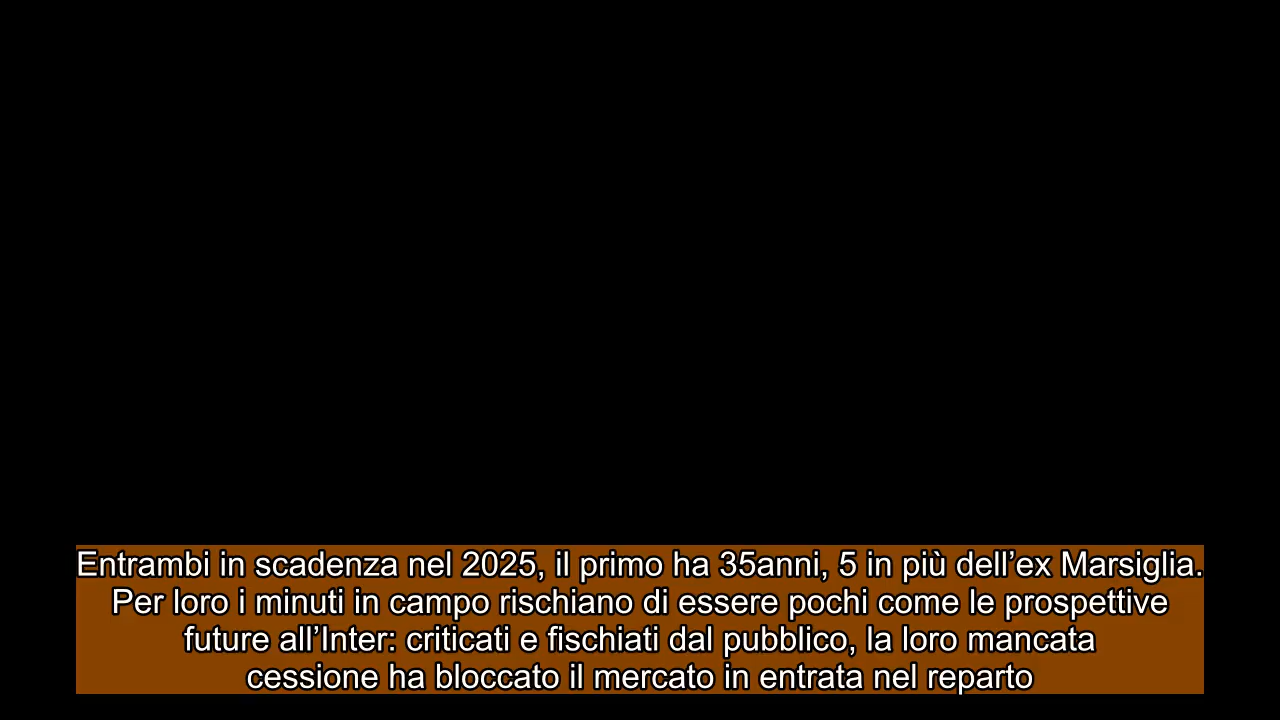 Entrambi in scadenza nel 2025, il primo ha 35anni, 5 in più dell’ex Marsiglia.
Per loro i minuti in campo rischiano di essere pochi come le prospettive
future all’Inter: criticati e fischiati dal pubblico, la loro mancata
cessione ha bloccato il mercato in entrata nel reparto